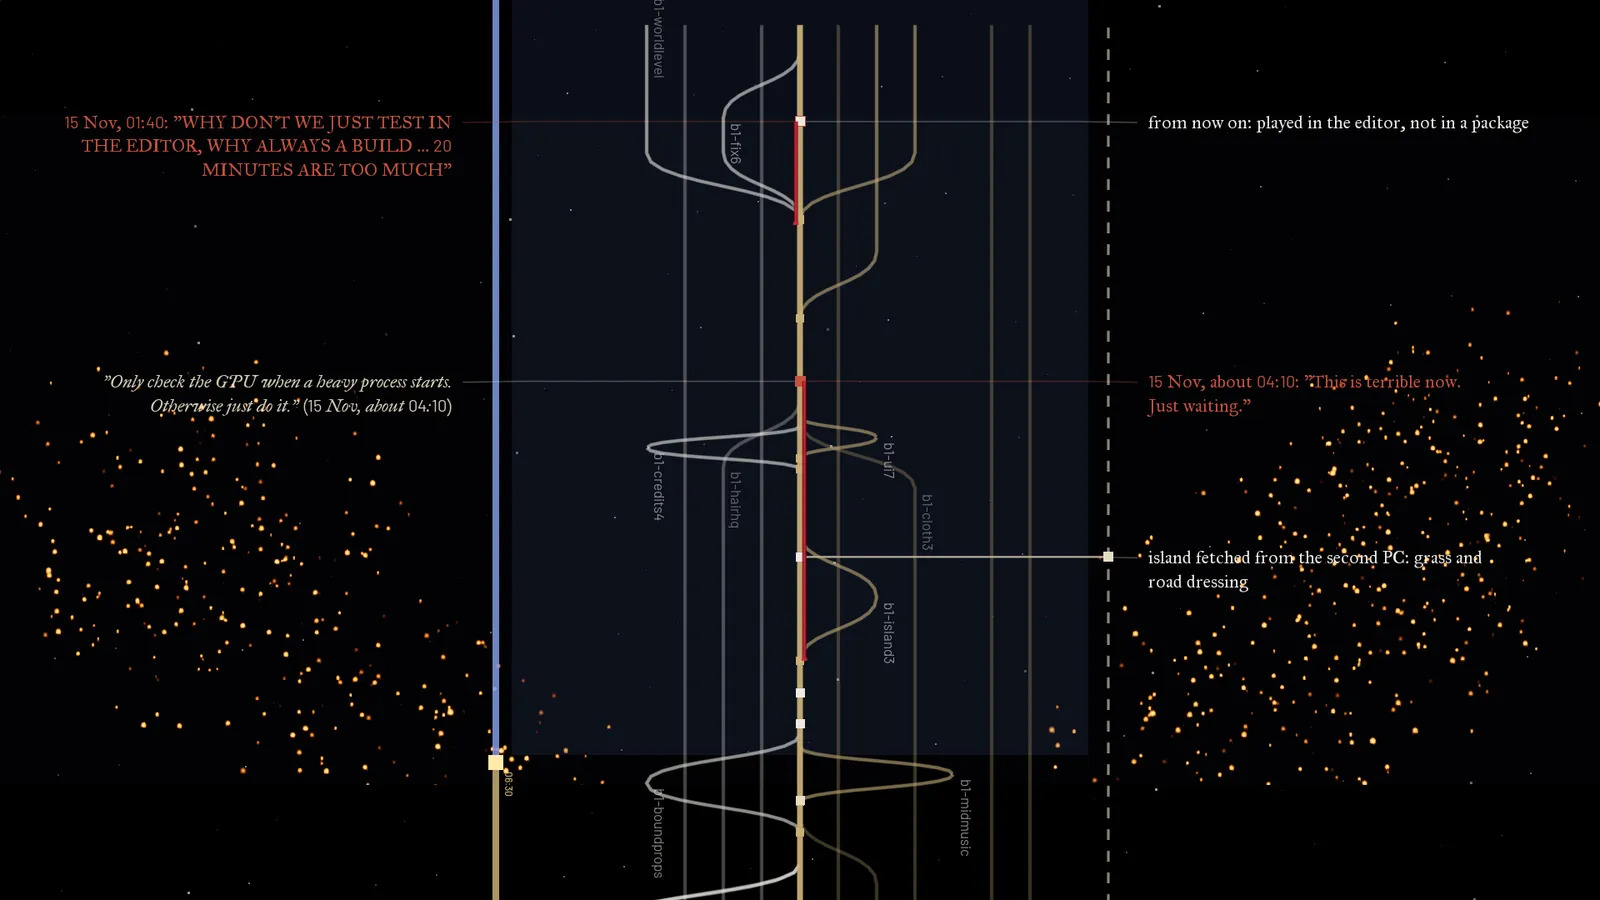 b1-worldlevel
15 Nov, 01:40: "WHY DON'T WE JUST TEST IN
THE EDITOR, WHY ALWAYS A BUILD ... 20
MINUTES ARE TOO MUCH"
from now on: played in the editor, not in a package
b1-fix6
"Only check the GPU when a heavy process starts.
Otherwise just do it." (15 Nov, about 04:10)
15 Nov, about 04:10: "This is terrible now.
Just waiting."
b1-credits4
b1-hairhq
b1-ui7
b1-cloth3
island fetched from the second PC: grass and
road dressing
b1-island3
06:30
b1-boundprops
b1-midmusic